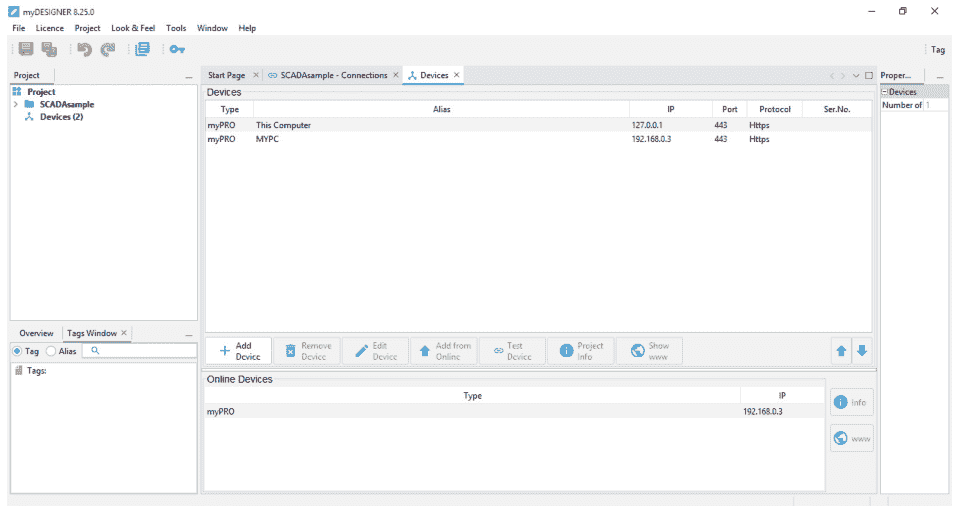 myDESIGNER 8.25.0
File Licence Project Look & Feel Tools Window Help
Tag
Project
Start Page SCADAsample - Connections Devices
Proper...
Project
SCADAsample
Devices (2)
Devices
Type Alias IP Port Protocol Ser.No.
myPRO This Computer 127.0.0.1 443 Https
myPRO MYPC 192.168.0.3 443 Https
Devices
Number of 1
Overview Tags Window
Tag Alias
Tags:
Add Device
Remove Device
Edit Device
Add from Online
Test Device
Project Info
Show www
Online Devices
Type IP
myPRO 192.168.0.3
Info
www